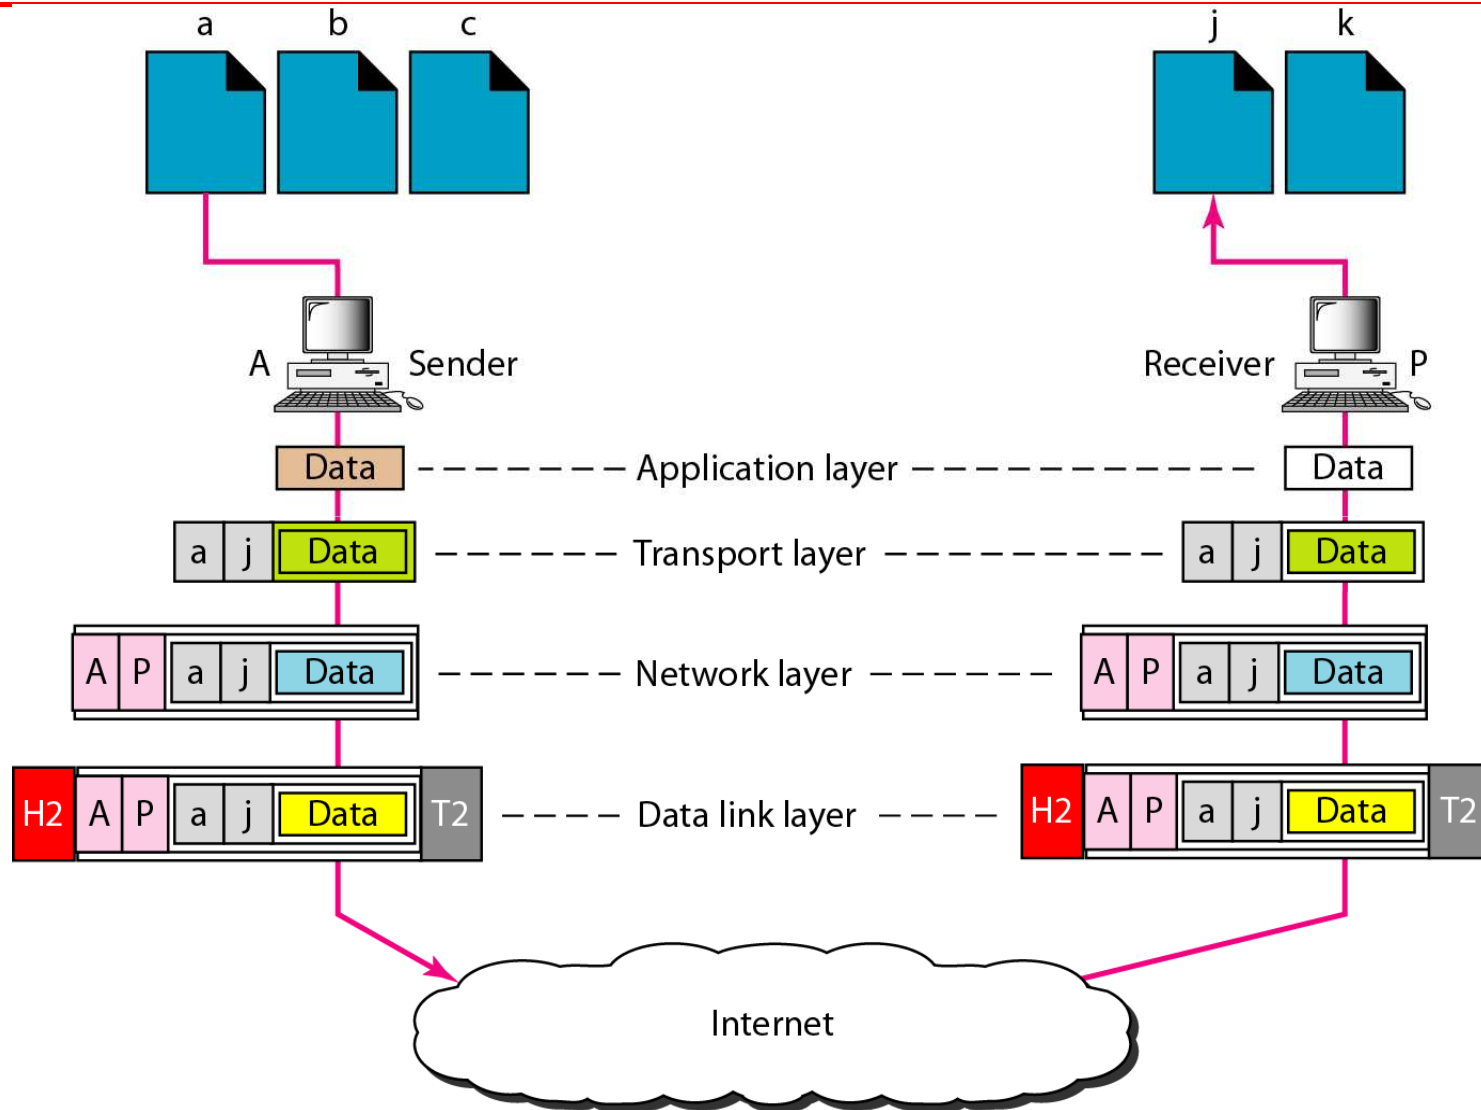 a b c j k
A Sender Receiver P
Data Application layer Data
a j Data Transport layer a j Data
A P a j Data Network layer A P a j Data
H2 A P a j Data T2 Data link layer H2 A P a j Data T2
Internet